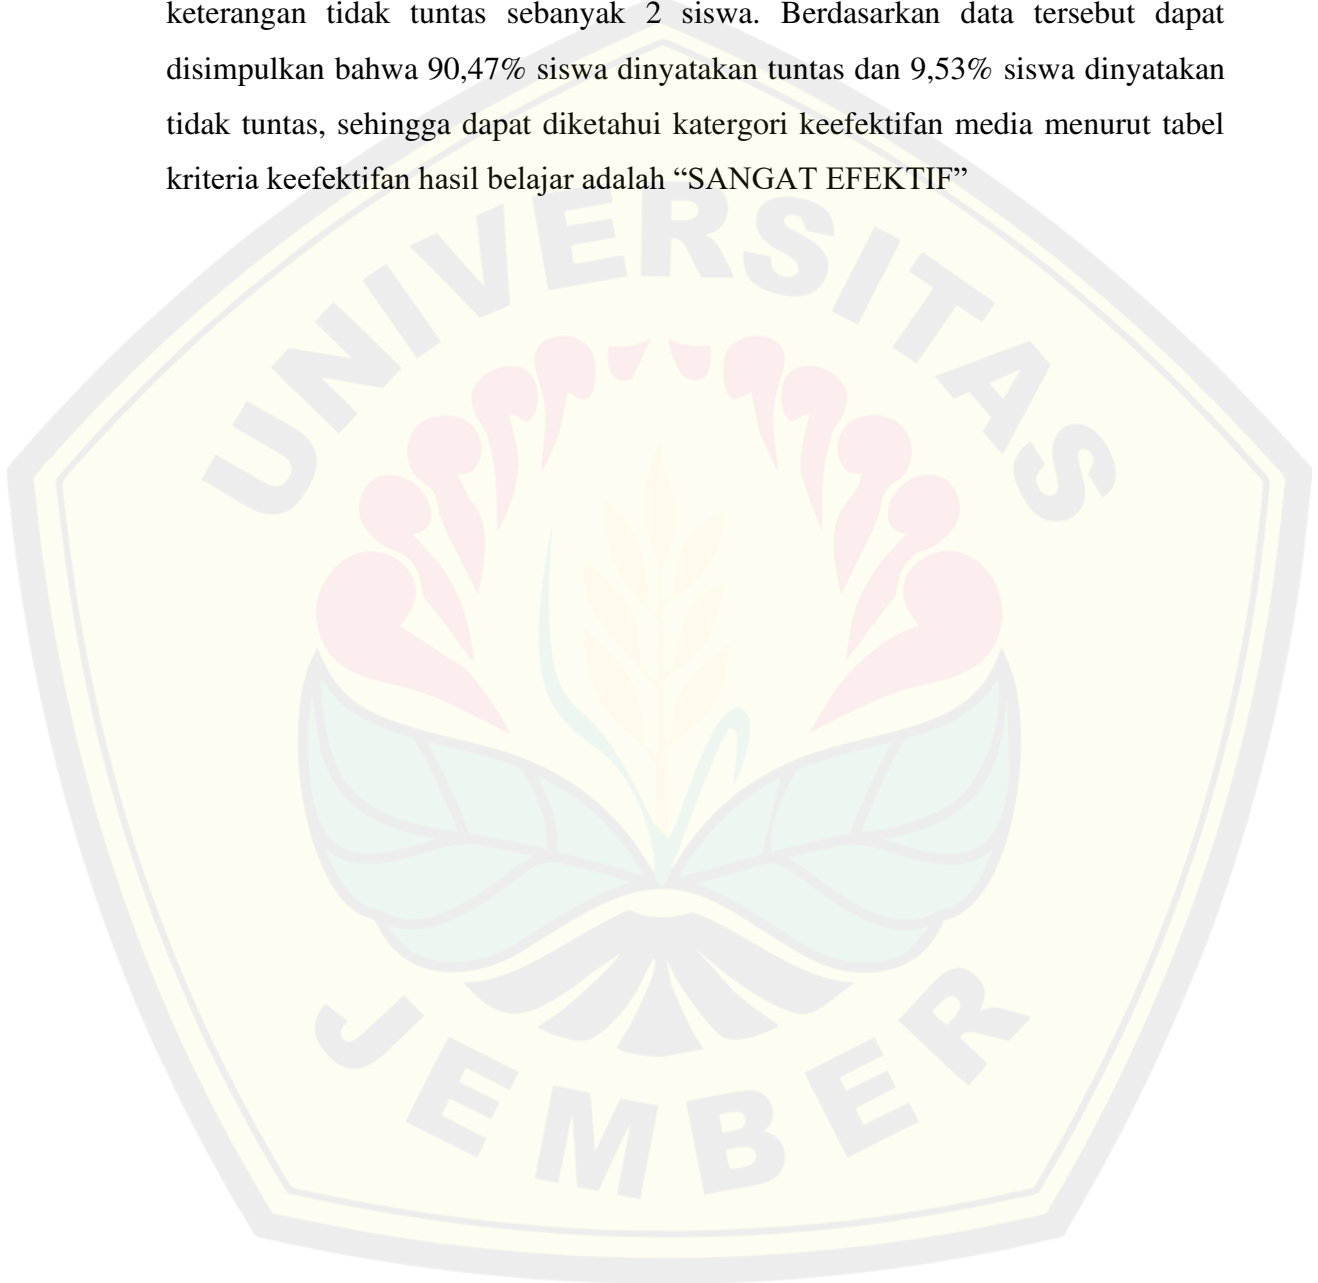 keterangan tidak tuntas sebanyak 2 siswa. Berdasarkan data tersebut dapat
disimpulkan bahwa 90,47% siswa dinyatakan tuntas dan 9,53% siswa dinyatakan
tidak tuntas, sehingga dapat diketahui katergori keefektifan media menurut tabel
kriteria keefektifan hasil belajar adalah “SANGAT EFEKTIF”
UNIVERSITAS
JEMBER